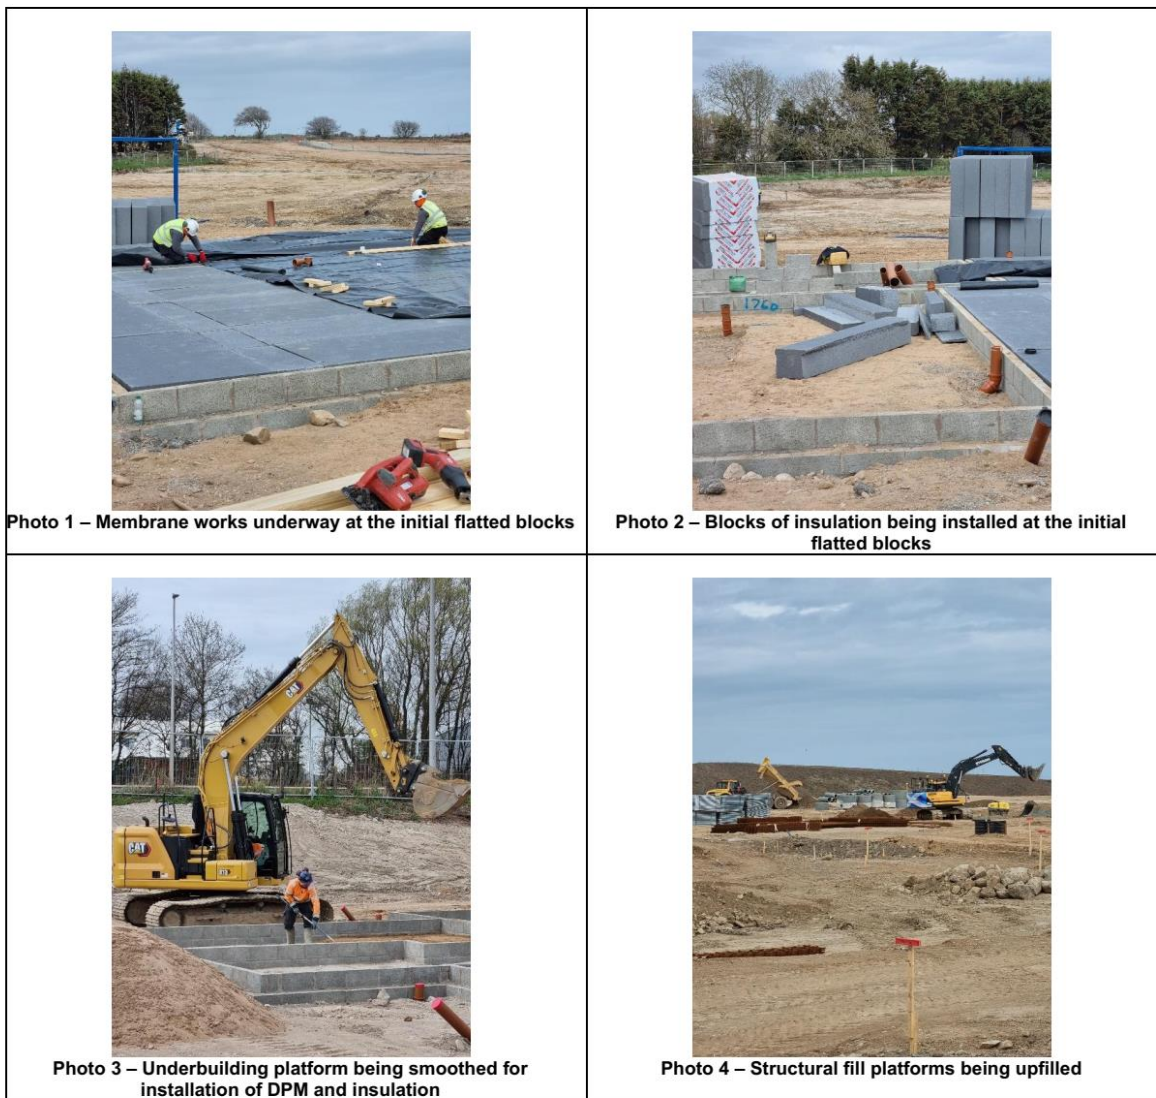 1760
Photo 1 – Membrane works underway at the initial flatted blocks
Photo 2 – Blocks of insulation being installed at the initial
flatted blocks
CAT
CAT
Photo 3 – Underbuilding platform being smoothed for
installation of DPM and insulation
Photo 4 – Structural fill platforms being upfilled